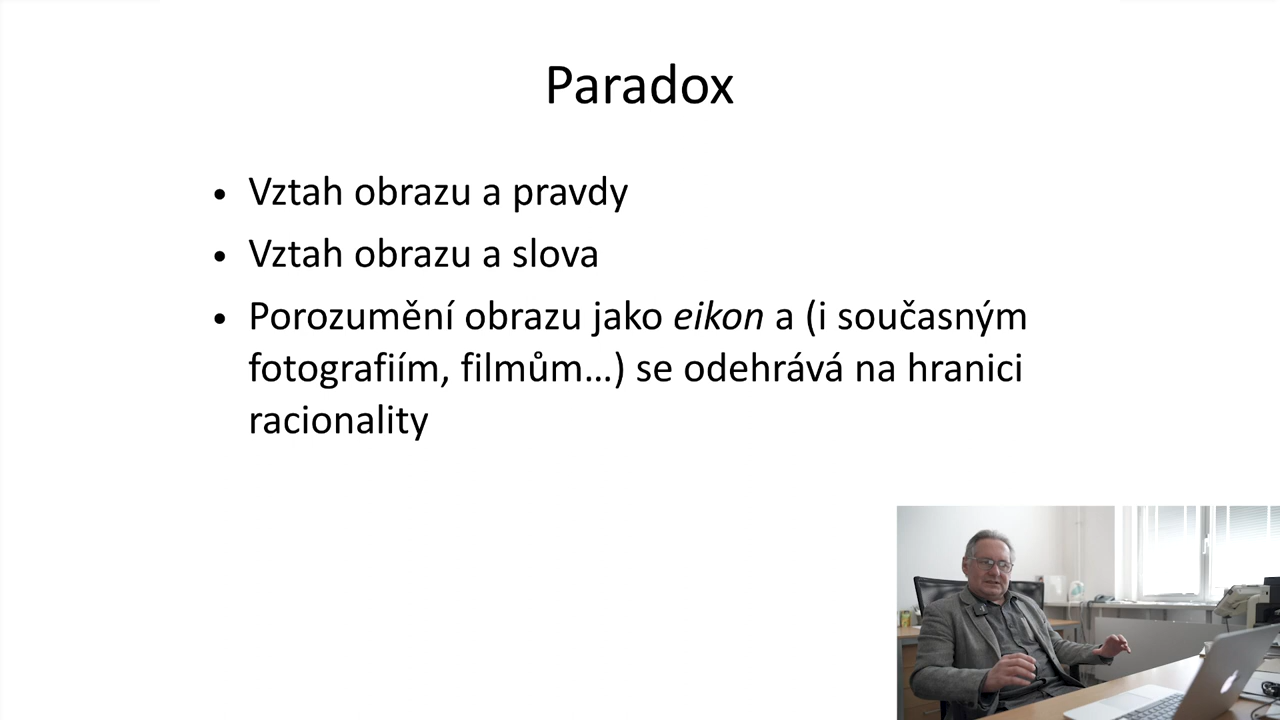 Paradox
• Vztah obrazu a pravdy
• Vztah obrazu a slova
• Porozumění obrazu jako eikon a (i současným
fotografiím, filmům...) se odehrává na hranici
racionality